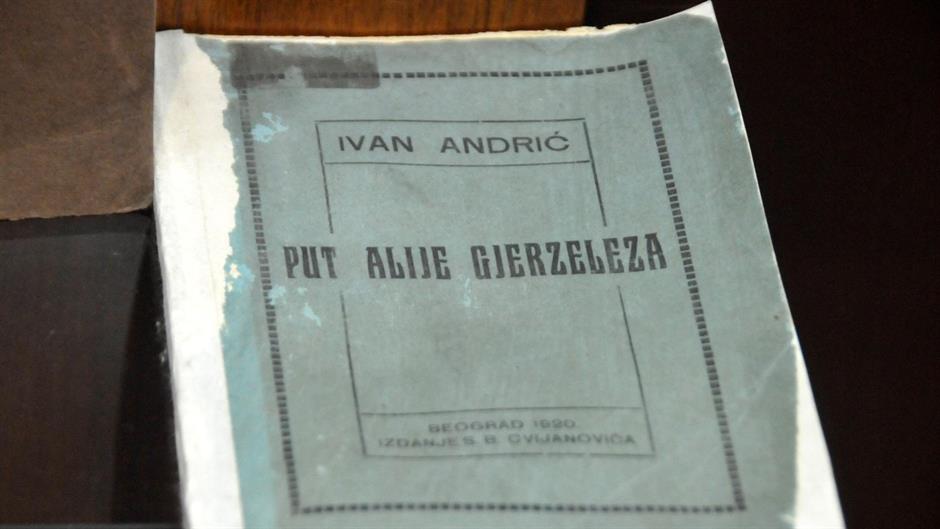 IVAN ANDRIĆ
PUT ALIJE GJERZELEZA
BEOGRAD 1920.
IZDANJE S. B. CVIJANOVIĆA